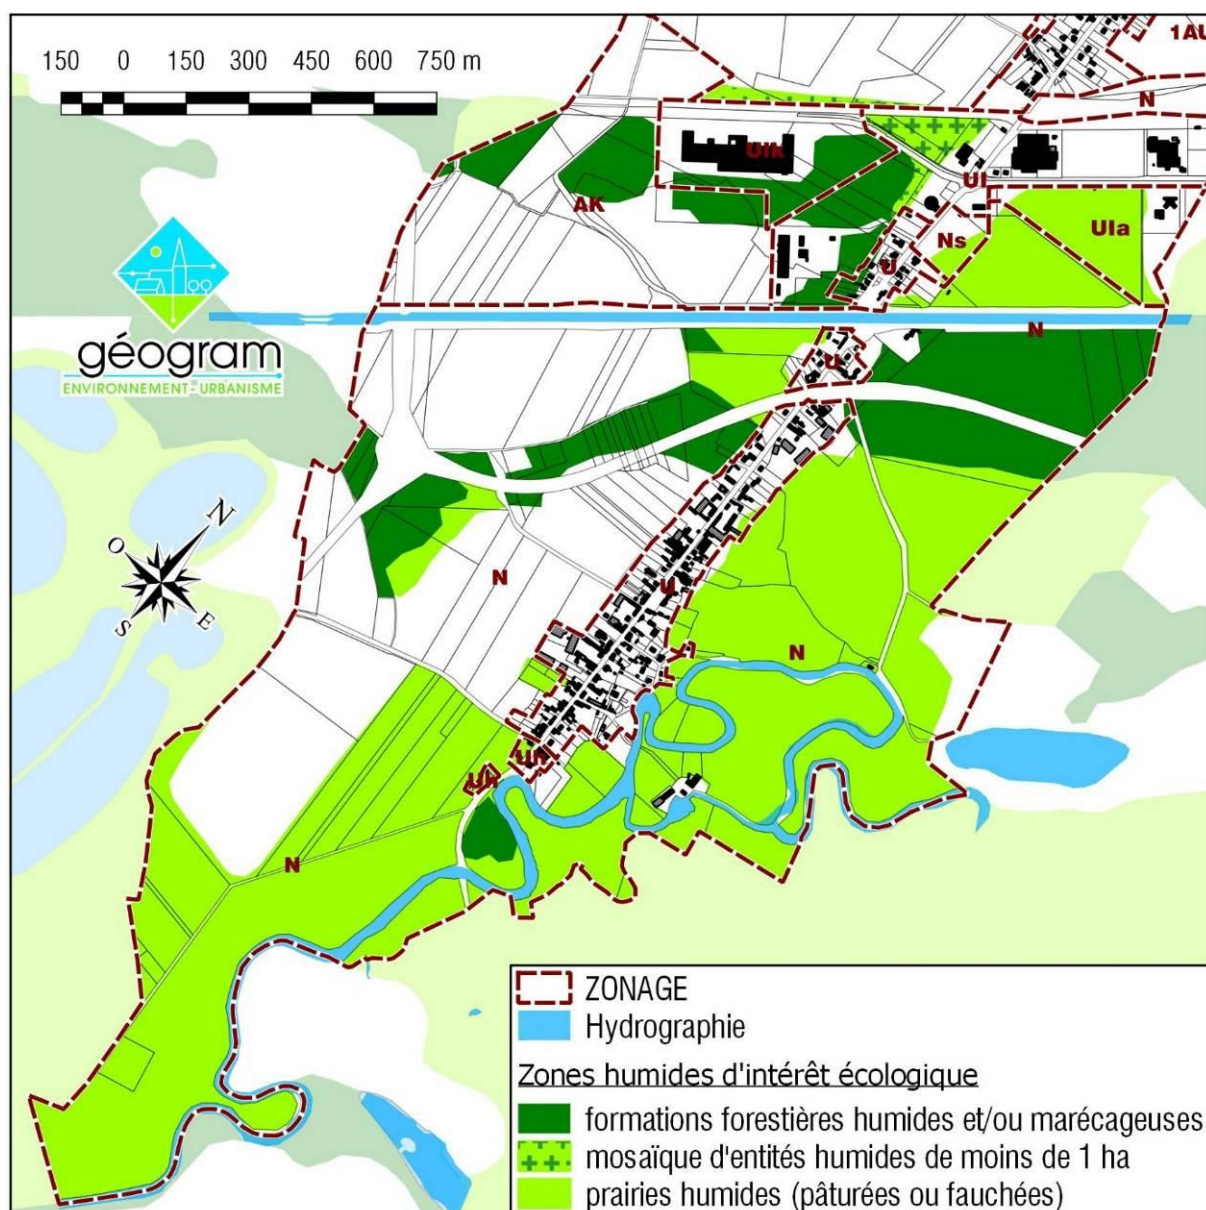 150 0 150 300 450 600 750 m
1AU
N
UIk
UI
AK
Ns
UIa
U
géogram
ENVIRONNEMENT - URBANISME
N
U
N
O
S
E
N
U
N
Uh
Uh
N
ZONAGE
Hydrographie
Zones humides d'intérêt écologique
formations forestières humides et/ou marécageuses
mosaïque d'entités humides de moins de 1 ha
prairies humides (pâturées ou fauchées)